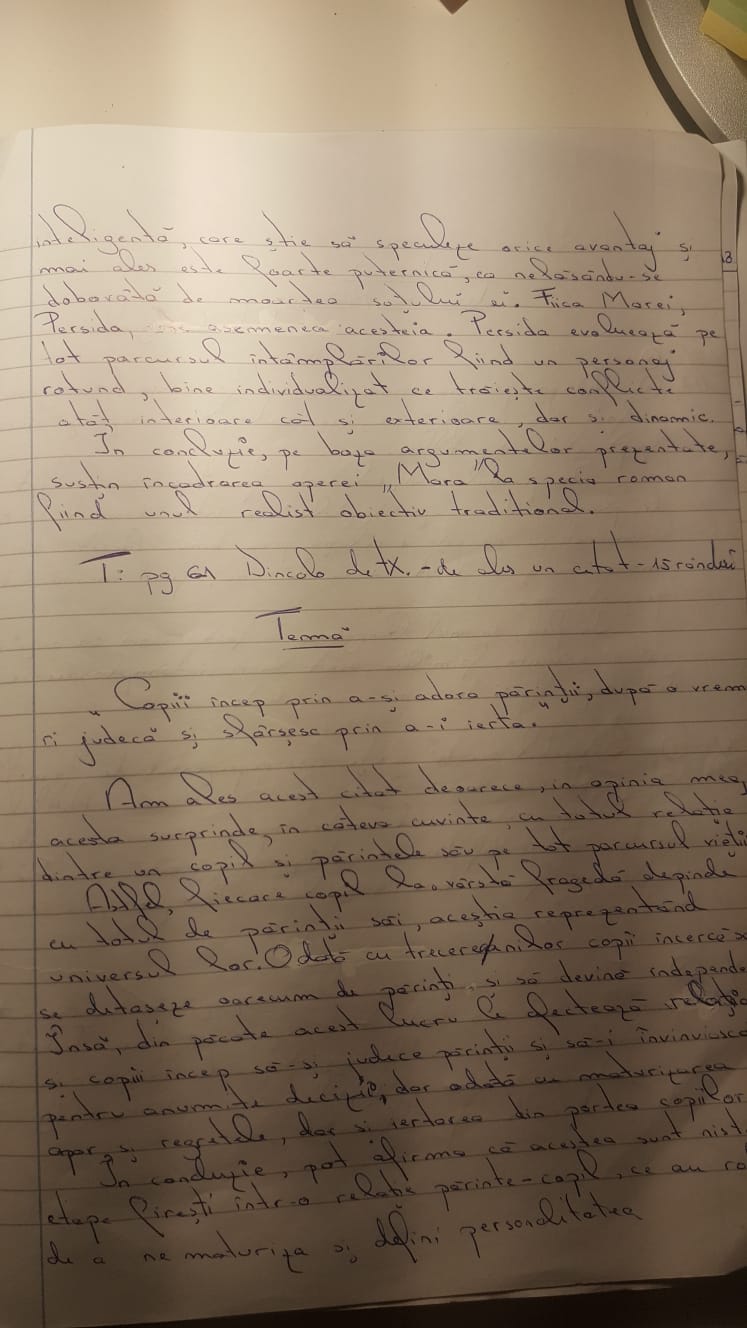 inteligentă, care știe să speculeze orice avantaj și
mai ales este foarte puternică, ca nelăsându-se
doborâtă de moartea soțului ei. Fiica Marei,
Persida, asemenea acesteia. Persida evoluează pe
tot parcursul întâmplărilor fiind un personaj
rotund, bine individualizat ce trăiește conflicte
atât interioare cât și exterioare, dar și dinamic.
În concluzie, pe baza argumentelor prezentate,
susțin încadrarea operei „Mara" la specia roman
fiind unul realist obiectiv tradițional.
T: pg 61 Dincolo de tx. - de ales un citat - 15 rânduri
Temă
„Copiii încep prin a-și adora părinții, după o vreme
îi judecă și sfârșesc prin a-i ierta."
Am ales acest citat deoarece, în opinia mea,
acesta surprinde, în câteva cuvinte, cu totul relația
dintre un copil și părintele său pe tot parcursul vieții
Astfel, fiecare copil la vârstă fragedă depinde
cu totul de părinții săi, aceștia reprezentând
universul lor. Odată cu trecerea anilor copii încearcă
se detașeze oarecum de părinți, și să devină independe
Însă, din păcate acest lucru le afectează relația
și copiii încep să-și judece părinții și să-i învinuiască
pentru anumite decizii, dar odată cu maturizarea
apar și regretele, dar și iertarea din partea copiilor
În concluzie, pot afirma că acestea sunt niște
etape firești într-o relație părinte-copil, ce au ro
de a ne maturiza și defini personalitatea